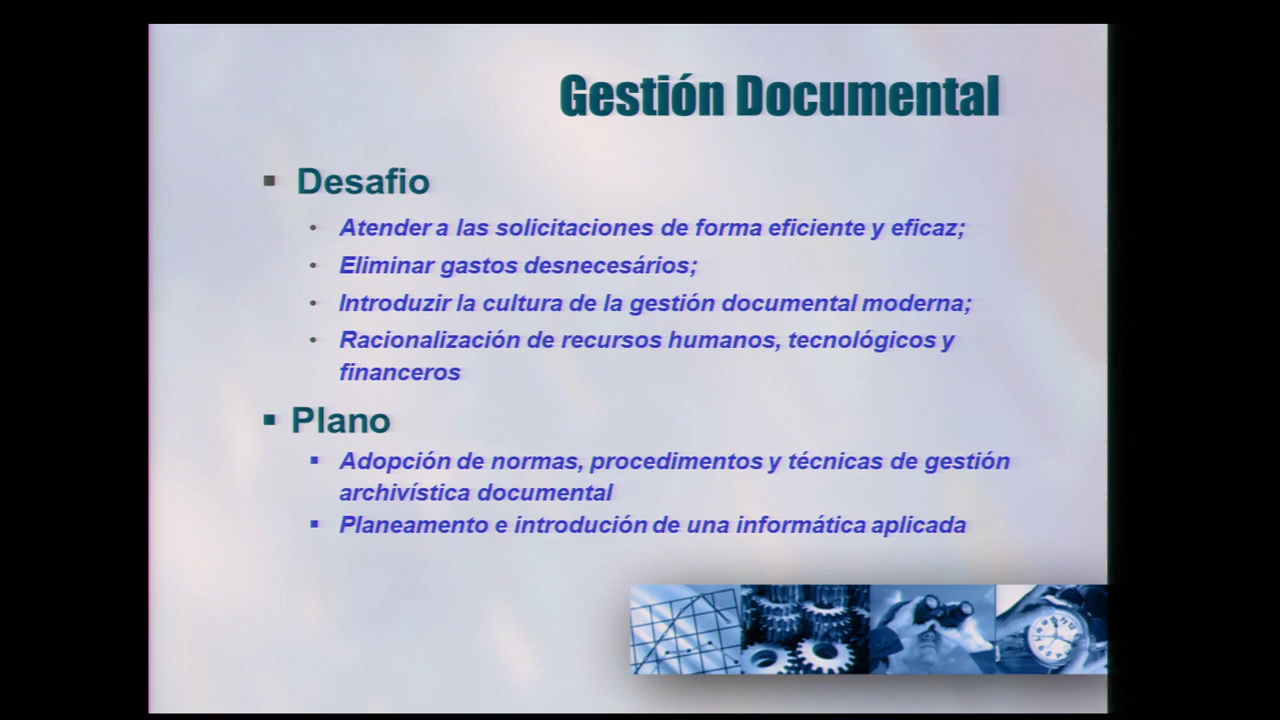 Gestión Documental
Desafio
Atender a las solicitaciones de forma eficiente y eficaz;
Eliminar gastos desnecesários;
Introduzir la cultura de la gestión documental moderna;
Racionalización de recursos humanos, tecnológicos y
financeros
Plano
Adopción de normas, procedimentos y técnicas de gestión
archivística documental
Planeamento e introdución de una informática aplicada